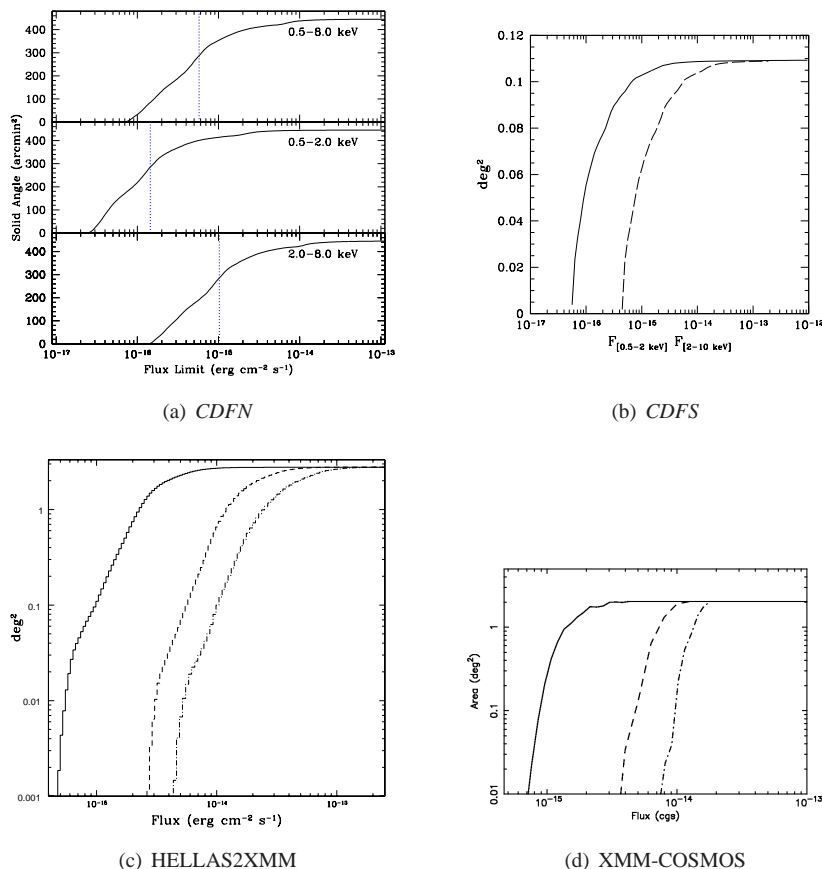 400
300
200
100
0
0.5−8.0 keV
400
300
200
100
0
0.5−2.0 keV
400
300
200
100
0
2.0−8.0 keV
Solid Angle (arcmin²)
10⁻¹⁷ 10⁻¹⁶ 10⁻¹⁵ 10⁻¹⁴ 10⁻¹³
Flux Limit (erg cm⁻² s⁻¹)
(a) CDFN
0.12
0.1
0.08
0.06
0.04
0.02
0
deg²
10⁻¹⁷ 10⁻¹⁶ 10⁻¹⁵ 10⁻¹⁴ 10⁻¹³ 10⁻¹²
F[0.5−2 keV] F[2−10 keV]
(b) CDFS
1
0.1
0.01
0.001
deg²
10⁻¹⁵ 10⁻¹⁴ 10⁻¹³
Flux (erg cm⁻² s⁻¹)
(c) HELLAS2XMM
1
0.1
0.01
Area (deg²)
10⁻¹⁵ 10⁻¹⁴ 10⁻¹³
Flux (cgs)
(d) XMM-COSMOS